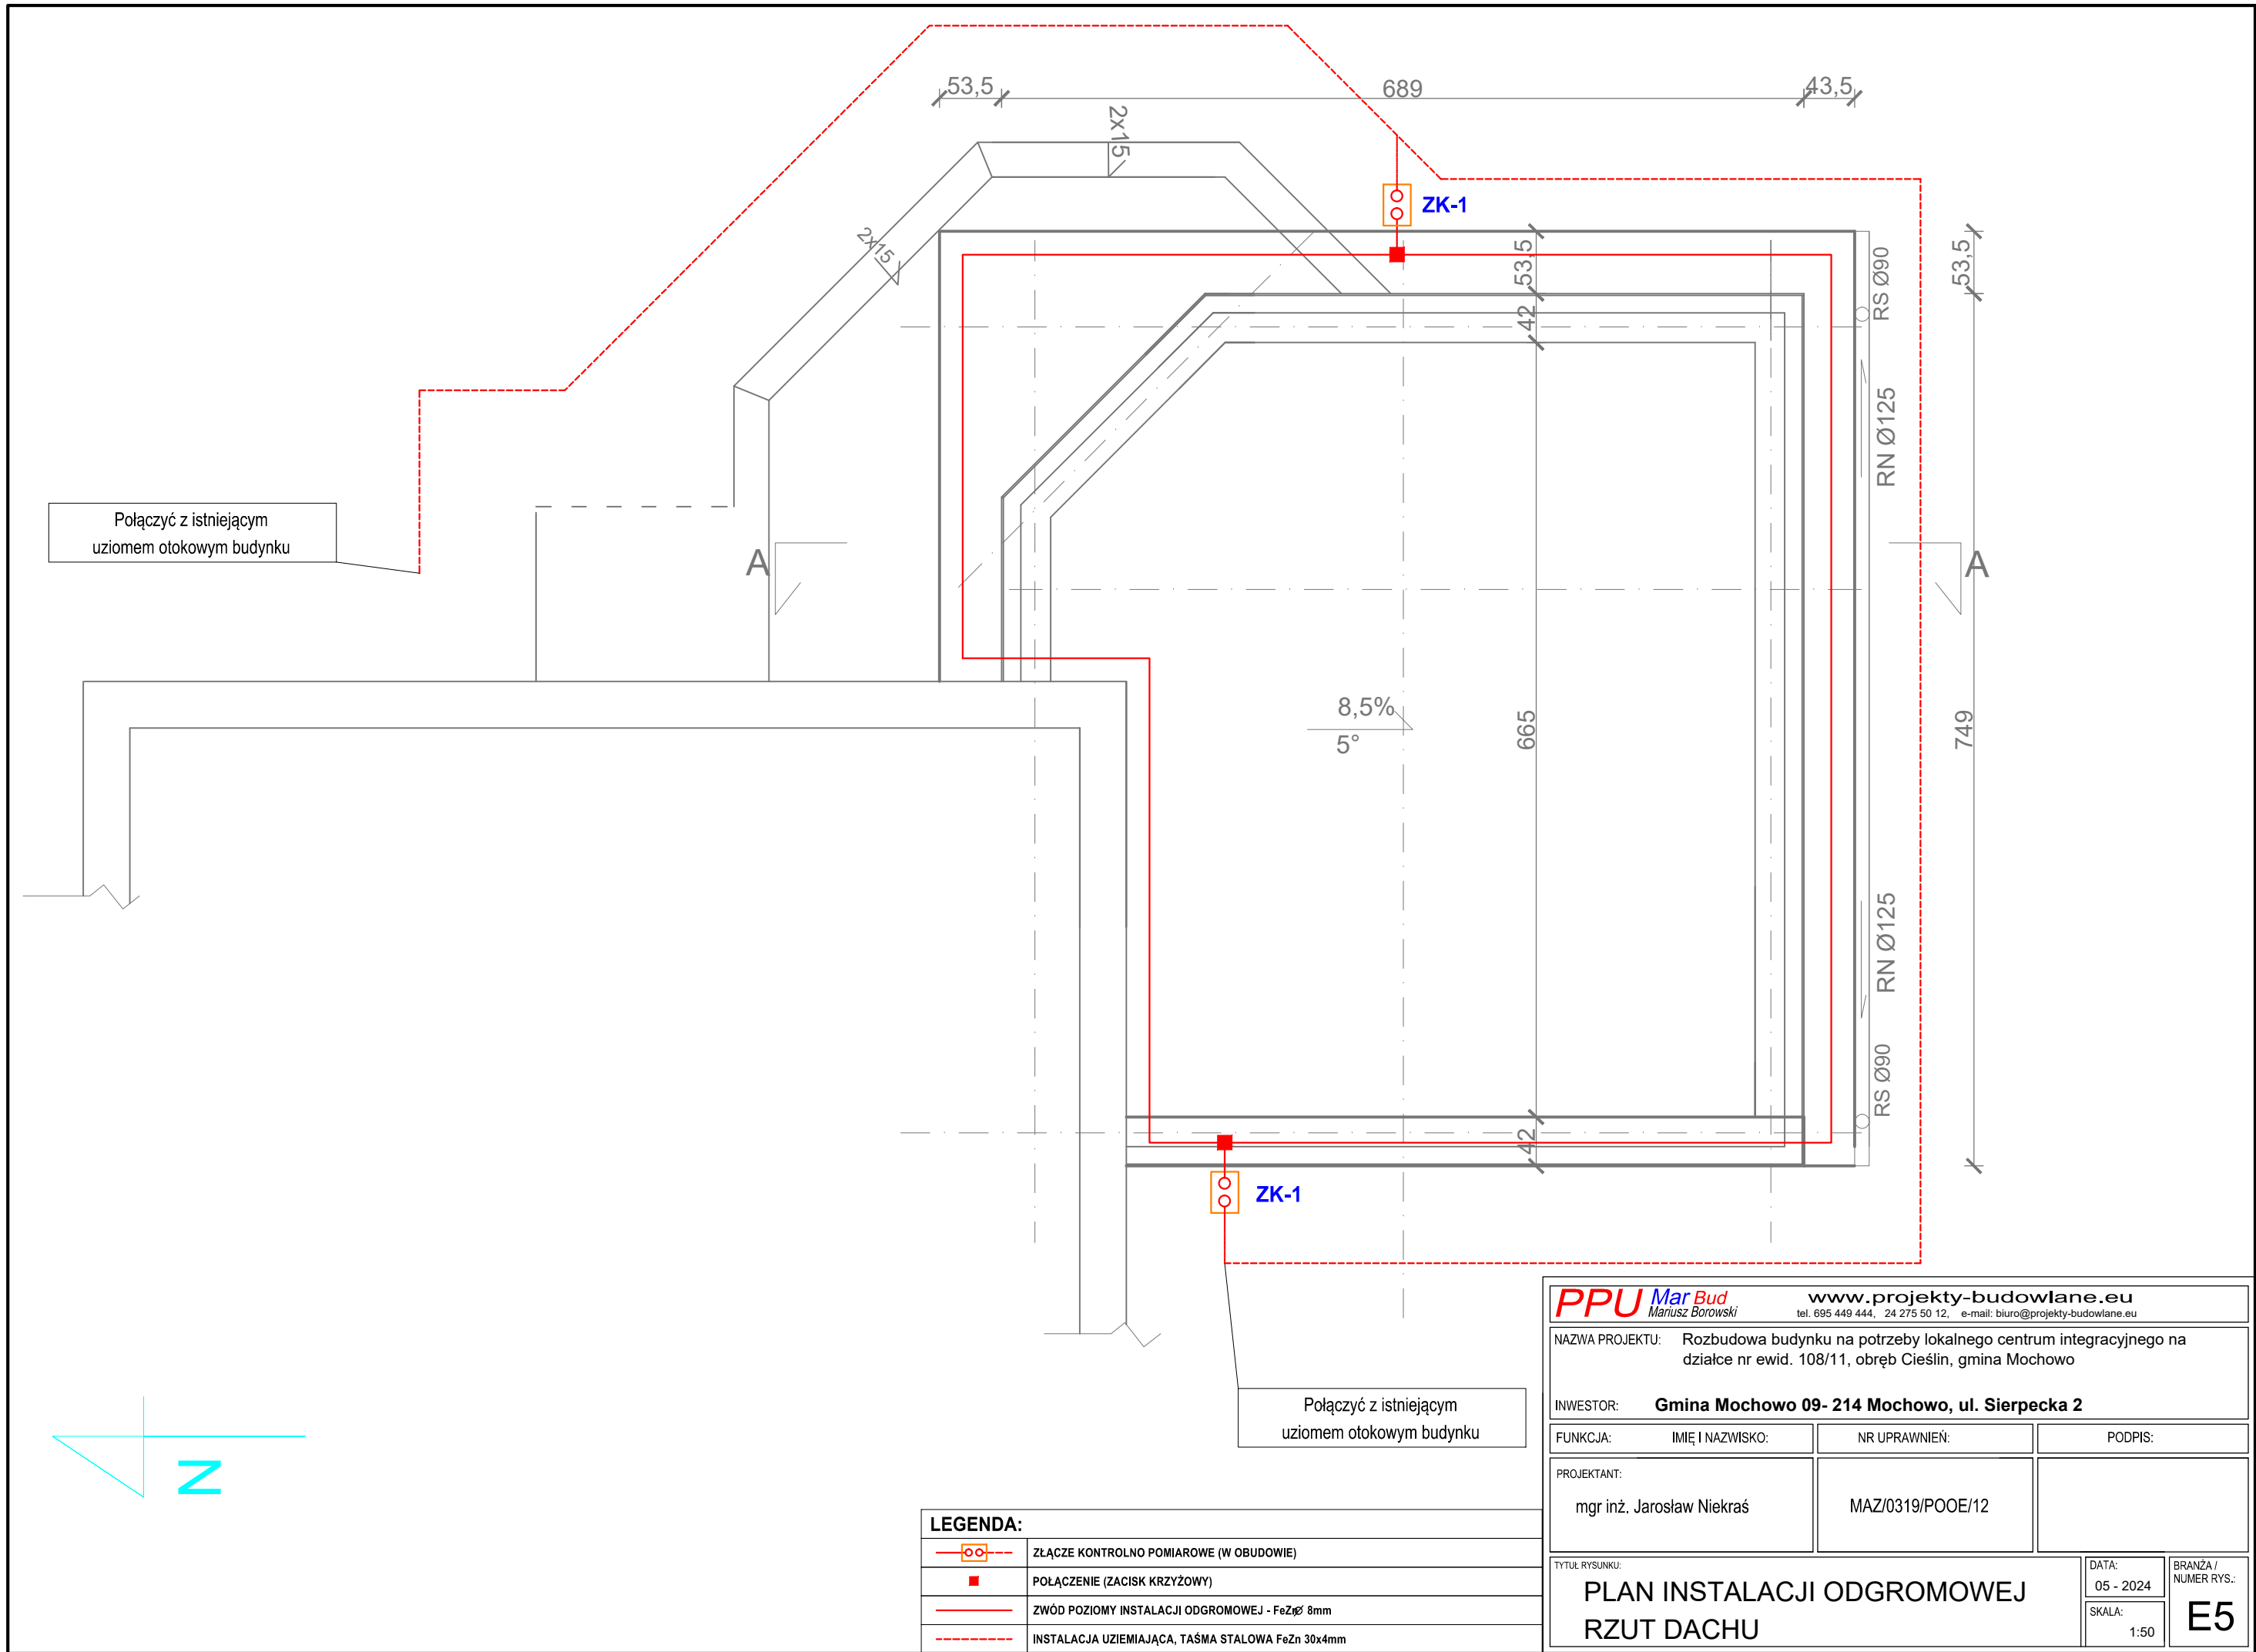 53,5
689
43,5
2x15
2x15
ZK-1
53,5
42
RS Ø90
53,5
RN Ø125
Połączyć z istniejącym
uziomem otokowym budynku
A
A
8,5%
5°
665
749
RN Ø125
RS Ø90
42
ZK-1
Połączyć z istniejącym
uziomem otokowym budynku
N
PPU Mar Bud
Mariusz Borowski
www.projekty-budowlane.eu
tel. 695 449 444, 24 275 50 12, e-mail: biuro@projekty-budowlane.eu
NAZWA PROJEKTU: Rozbudowa budynku na potrzeby lokalnego centrum integracyjnego na
działce nr ewid. 108/11, obręb Cieślin, gmina Mochowo
INWESTOR: Gmina Mochowo 09- 214 Mochowo, ul. Sierpecka 2
FUNKCJA: IMIĘ I NAZWISKO: NR UPRAWNIEŃ: PODPIS:
PROJEKTANT:
mgr inż. Jarosław Niekraś MAZ/0319/POOE/12
TYTUŁ RYSUNKU:
PLAN INSTALACJI ODGROMOWEJ
RZUT DACHU
DATA:
05 - 2024
SKALA:
1:50
BRANŻA /
NUMER RYS.:
E5
LEGENDA:
ZŁĄCZE KONTROLNO POMIAROWE (W OBUDOWIE)
POŁĄCZENIE (ZACISK KRZYŻOWY)
ZWÓD POZIOMY INSTALACJI ODGROMOWEJ - FeZnØ 8mm
INSTALACJA UZIEMIAJĄCA, TAŚMA STALOWA FeZn 30x4mm